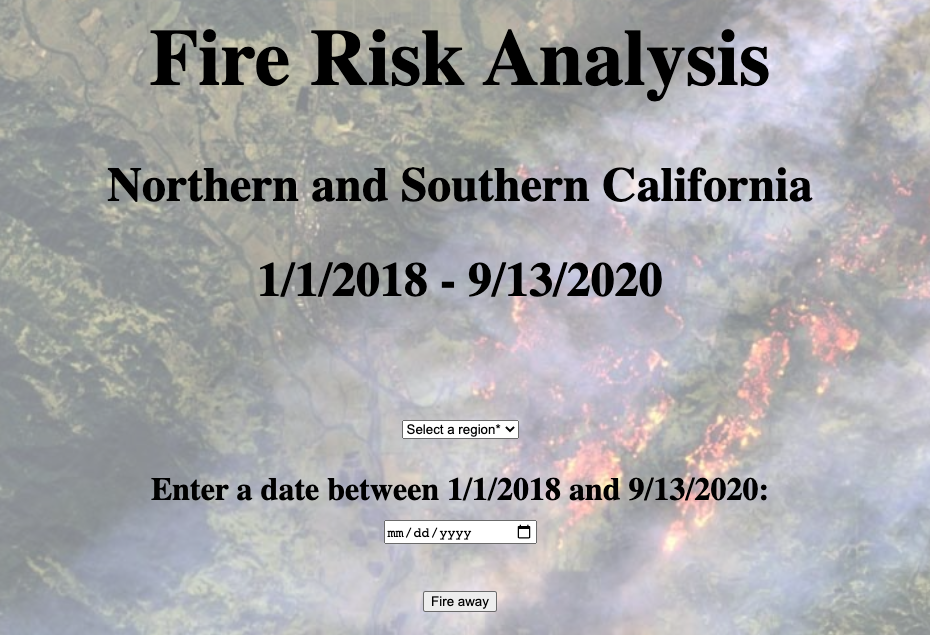 Fire Risk Analysis
Northern and Southern California
1/1/2018 - 9/13/2020
Select a region*
Enter a date between 1/1/2018 and 9/13/2020:
mm/dd/yyyy
Fire away